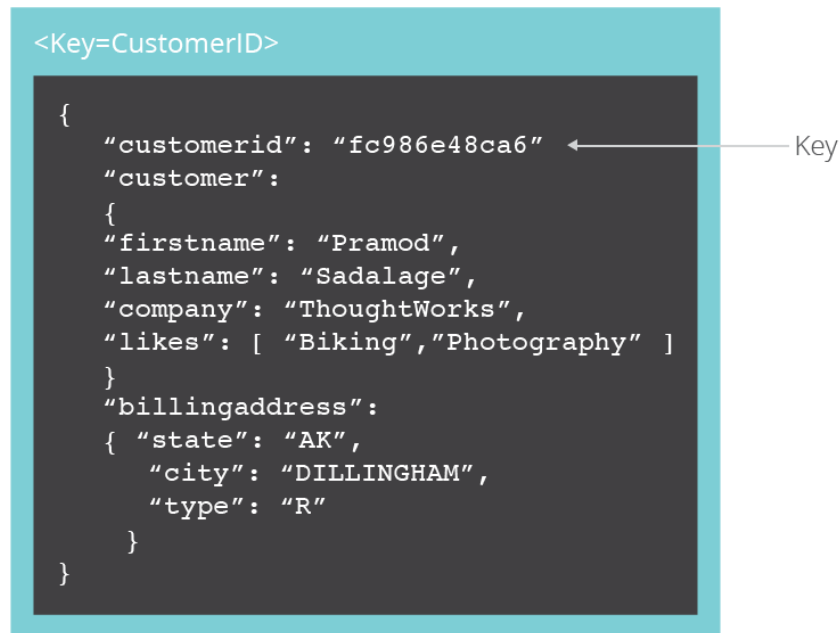 <Key=CustomerID>
{
“customerid”: “fc986e48ca6”
Key
“customer”:
{
“firstname”: “Pramod”,
“lastname”: “Sadalage”,
“company”: “ThoughtWorks”,
“likes”: [ “Biking”,”Photography” ]
}
“billingaddress”:
{ “state”: “AK”,
“city”: “DILLINGHAM”,
“type”: “R”
}
}